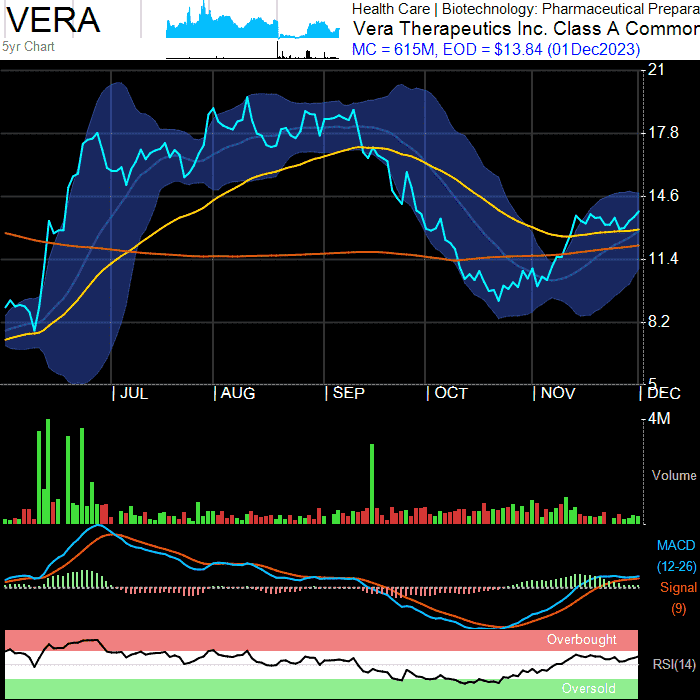 VERA
Health Care | Biotechnology: Pharmaceutical Prepara
Vera Therapeutics Inc. Class A Common
5yr Chart
MC = 615M, EOD = $13.84 (01Dec2023)
21
17.8
14.6
11.4
8.2
5
| JUL | AUG | SEP | OCT | NOV | DEC
4M
Volume
MACD
(12-26)
Signal
(9)
Overbought
RSI(14)
Oversold